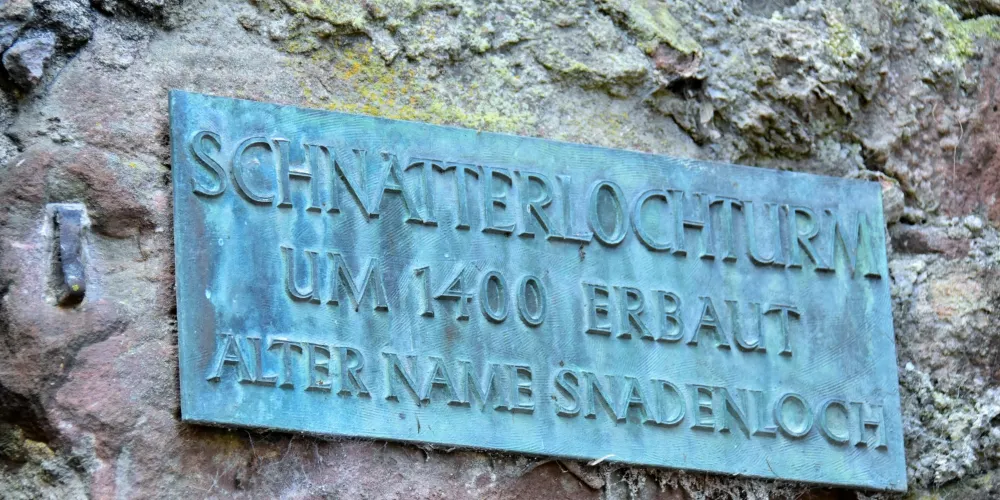 SCHNATTERLOCHTURM
UM 1400 ERBAUT
ALTER NAME SNADENLOCH